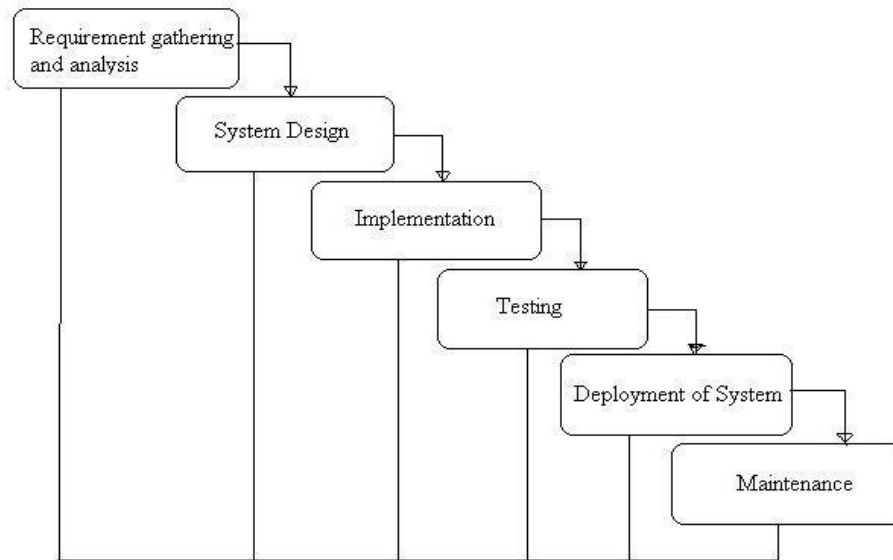 Requirement gathering
and analysis
System Design
Implementation
Testing
Deployment of System
Maintenance